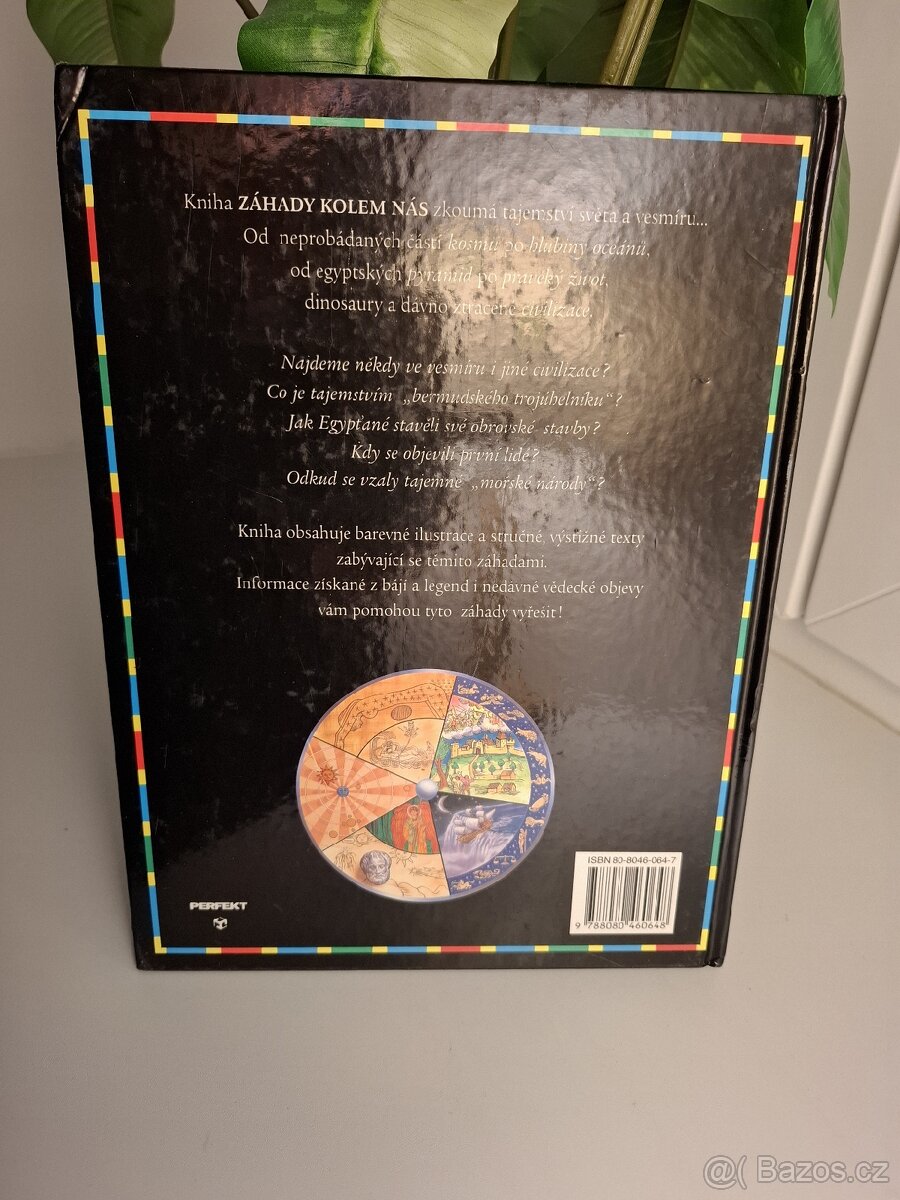 Kniha ZÁHADY KOLEM NÁS zkoumá tajemství světa a vesmíru...
Od neprobádaných částí kosmu po hlubiny oceánů,
od egyptských pyramid po pravěký život,
dinosaury a dávno ztracené civilizace.
Najdeme někdy ve vesmíru i jiné civilizace?
Co je tajemstvím „bermudského trojúhelníku“?
Jak Egypťané stavěli své obrovské stavby?
Kdy se objevili první lidé?
Odkud se vzaly tajemné „mořské národy“?
Kniha obsahuje barevné ilustrace a stručné, výstižné texty
zabývající se těmito záhadami.
Informace získané z bájí a legend i nedávné vědecké objevy
vám pomohou tyto záhady vyřešit!
PERFEKT
ISBN 80-8046-064-7
9 788080 460648
@( Bazos.cz